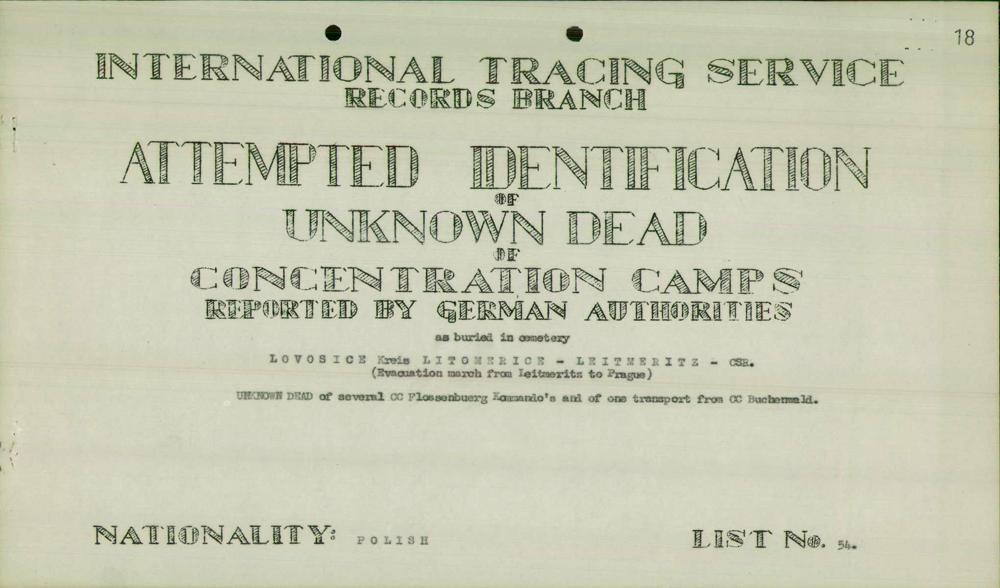 18
INTERNATIONAL TRACING SERVICE
RECORDS BRANCH
ATTEMPTED IDENTIFICATION
OF
UNKNOWN DEAD
OF
CONCENTRATION CAMPS
REPORTED BY GERMAN AUTHORITIES
as buried in cemetery
LOVOSICE Kreis LITOMERICE - LEITMERITZ - CSR.
(Evacuation march from Leitmeritz to Prague)
UNKNOWN DEAD of several CC Flossenbuerg Kommando's and of one transport from CC Buchenwald.
NATIONALITY: POLISH
LIST No. 54.